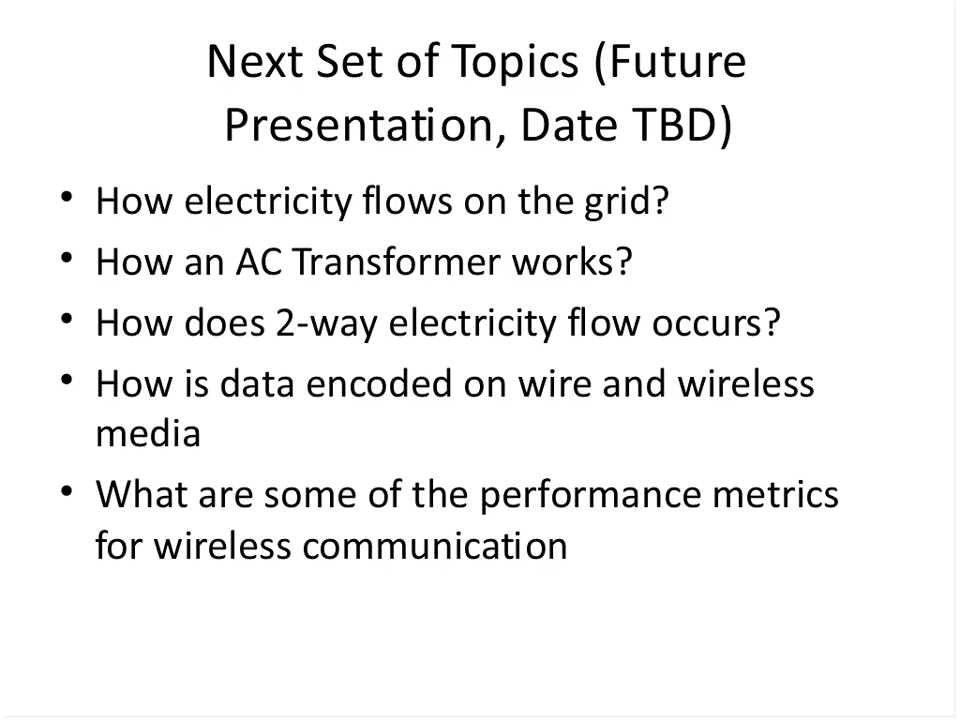 Next Set of Topics (Future
Presentation, Date TBD)
• How electricity flows on the grid?
• How an AC Transformer works?
• How does 2-way electricity flow occurs?
• How is data encoded on wire and wireless
media
• What are some of the performance metrics
for wireless communication